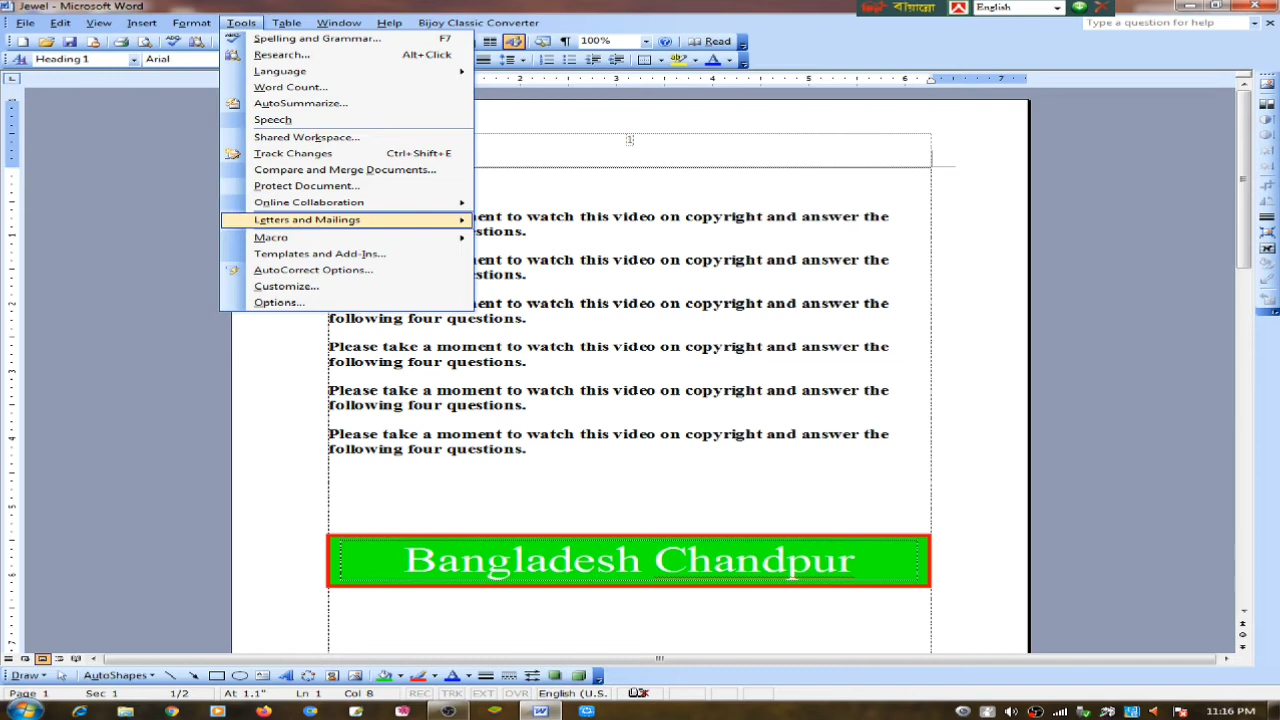 Jewel - Microsoft Word
English
File Edit View Insert Format Tools Table Window Help Bijoy Classic Converter
Type a question for help
100%
Read
Heading 1
Arial
Spelling and Grammar... F7
Research... Alt+Click
Language
Word Count...
AutoSummarize...
Speech
Shared Workspace...
Track Changes Ctrl+Shift+E
Compare and Merge Documents...
Protect Document...
Online Collaboration
Letters and Mailings
Macro
Templates and Add-Ins...
AutoCorrect Options...
Customize...
Options...
2 3 4 5 6 7
1
ment to watch this video on copyright and answer the
stions.
ment to watch this video on copyright and answer the
stions.
ment to watch this video on copyright and answer the
following four questions.
Please take a moment to watch this video on copyright and answer the
following four questions.
Please take a moment to watch this video on copyright and answer the
following four questions.
Please take a moment to watch this video on copyright and answer the
following four questions.
Bangladesh Chandpur
Draw AutoShapes
Page 1 Sec 1 1/2 At 1.1" Ln 1 Col 8 REC TRK EXT OVR English (U.S.
11:16 PM